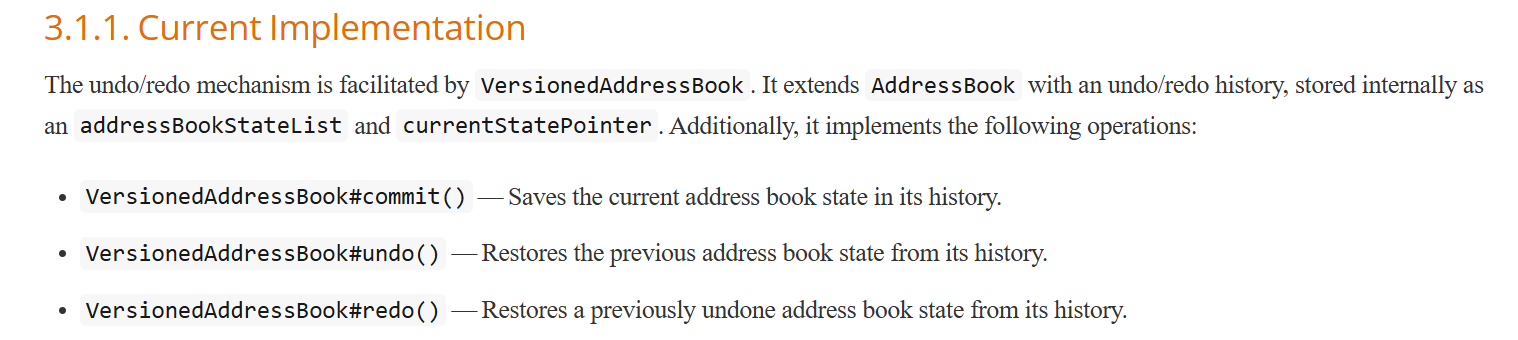 3.1.1. Current Implementation
The undo/redo mechanism is facilitated by VersionedAddressBook. It extends AddressBook with an undo/redo history, stored internally as
an addressBookStateList and currentStatePointer. Additionally, it implements the following operations:
• VersionedAddressBook#commit() — Saves the current address book state in its history.
• VersionedAddressBook#undo() — Restores the previous address book state from its history.
• VersionedAddressBook#redo() — Restores a previously undone address book state from its history.